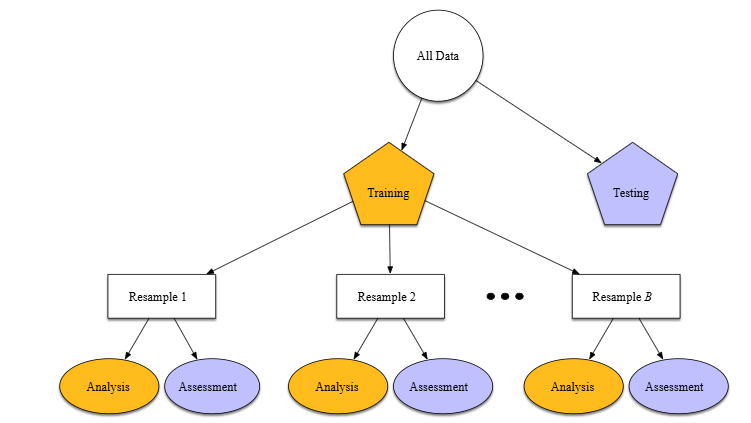 All Data
Training
Testing
Resample 1
Resample 2
Resample B
Analysis
Assessment
Analysis
Assessment
Analysis
Assessment